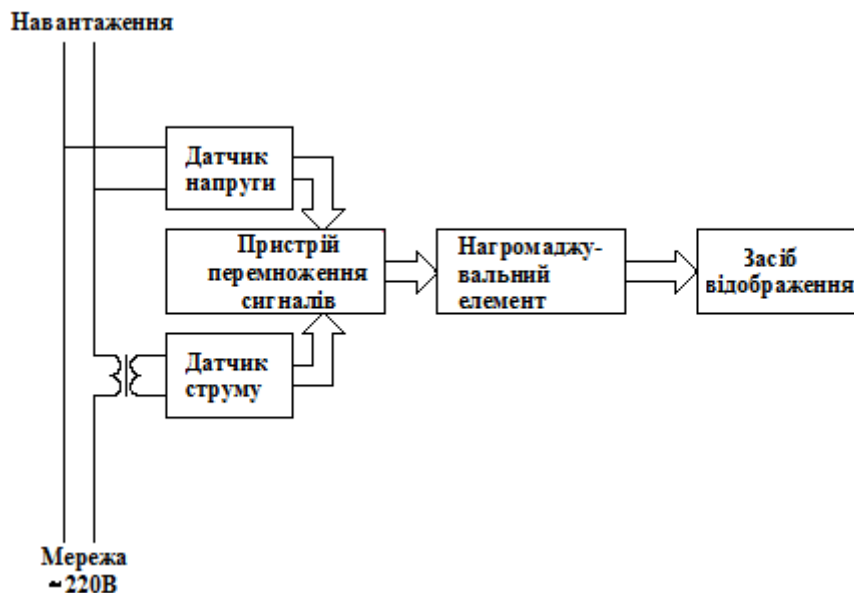 Навантаження
Датчик
напруги
Пристрій
перемноження
сигналів
Нагромаджу-
вальний
елемент
Засіб
відображення
Датчик
струму
Мережа
~220В